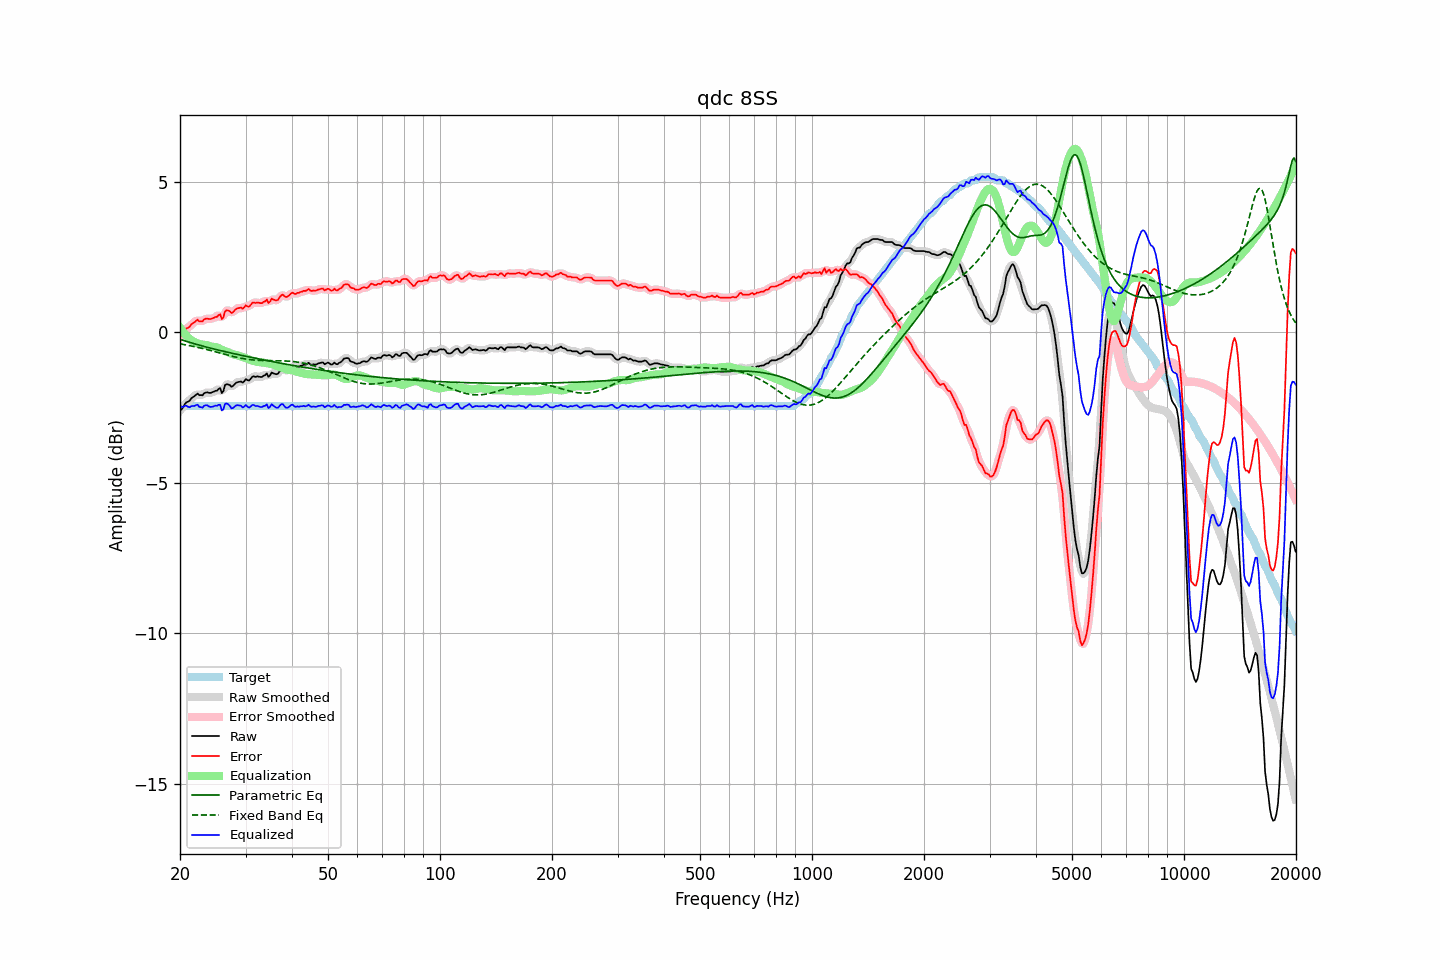 qdc 8SS
Amplitude (dBr)
5
0
−5
−10
−15
Target
Raw Smoothed
Error Smoothed
Raw
Error
Equalization
Parametric Eq
Fixed Band Eq
Equalized
20 50 100 200 500 1000 2000 5000 10000 20000
Frequency (Hz)